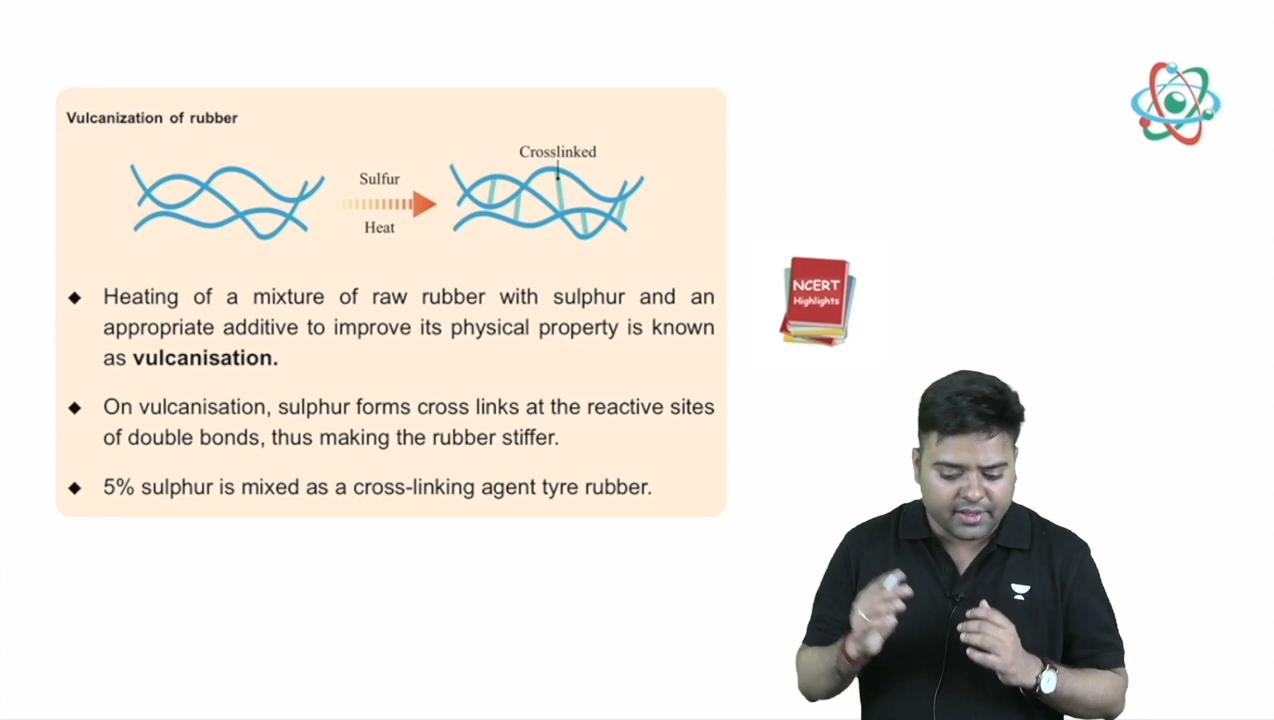 Vulcanization of rubber
Crosslinked
Sulfur
Heat
Heating of a mixture of raw rubber with sulphur and an
appropriate additive to improve its physical property is known
as vulcanisation.
On vulcanisation, sulphur forms cross links at the reactive sites
of double bonds, thus making the rubber stiffer.
5% sulphur is mixed as a cross-linking agent tyre rubber.
NCERT
Highlights